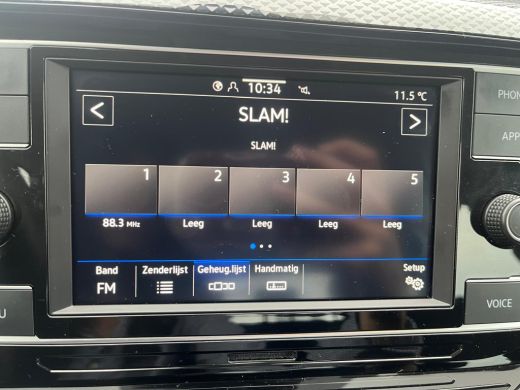 10:34
11.5 °C
SLAM!
SLAM!
1 2 3 4 5
88.3 MHz Leeg Leeg Leeg Leeg
Band Zenderlijst Geheug.lijst Handmatig Setup
FM
PHON
APP
VOICE
U